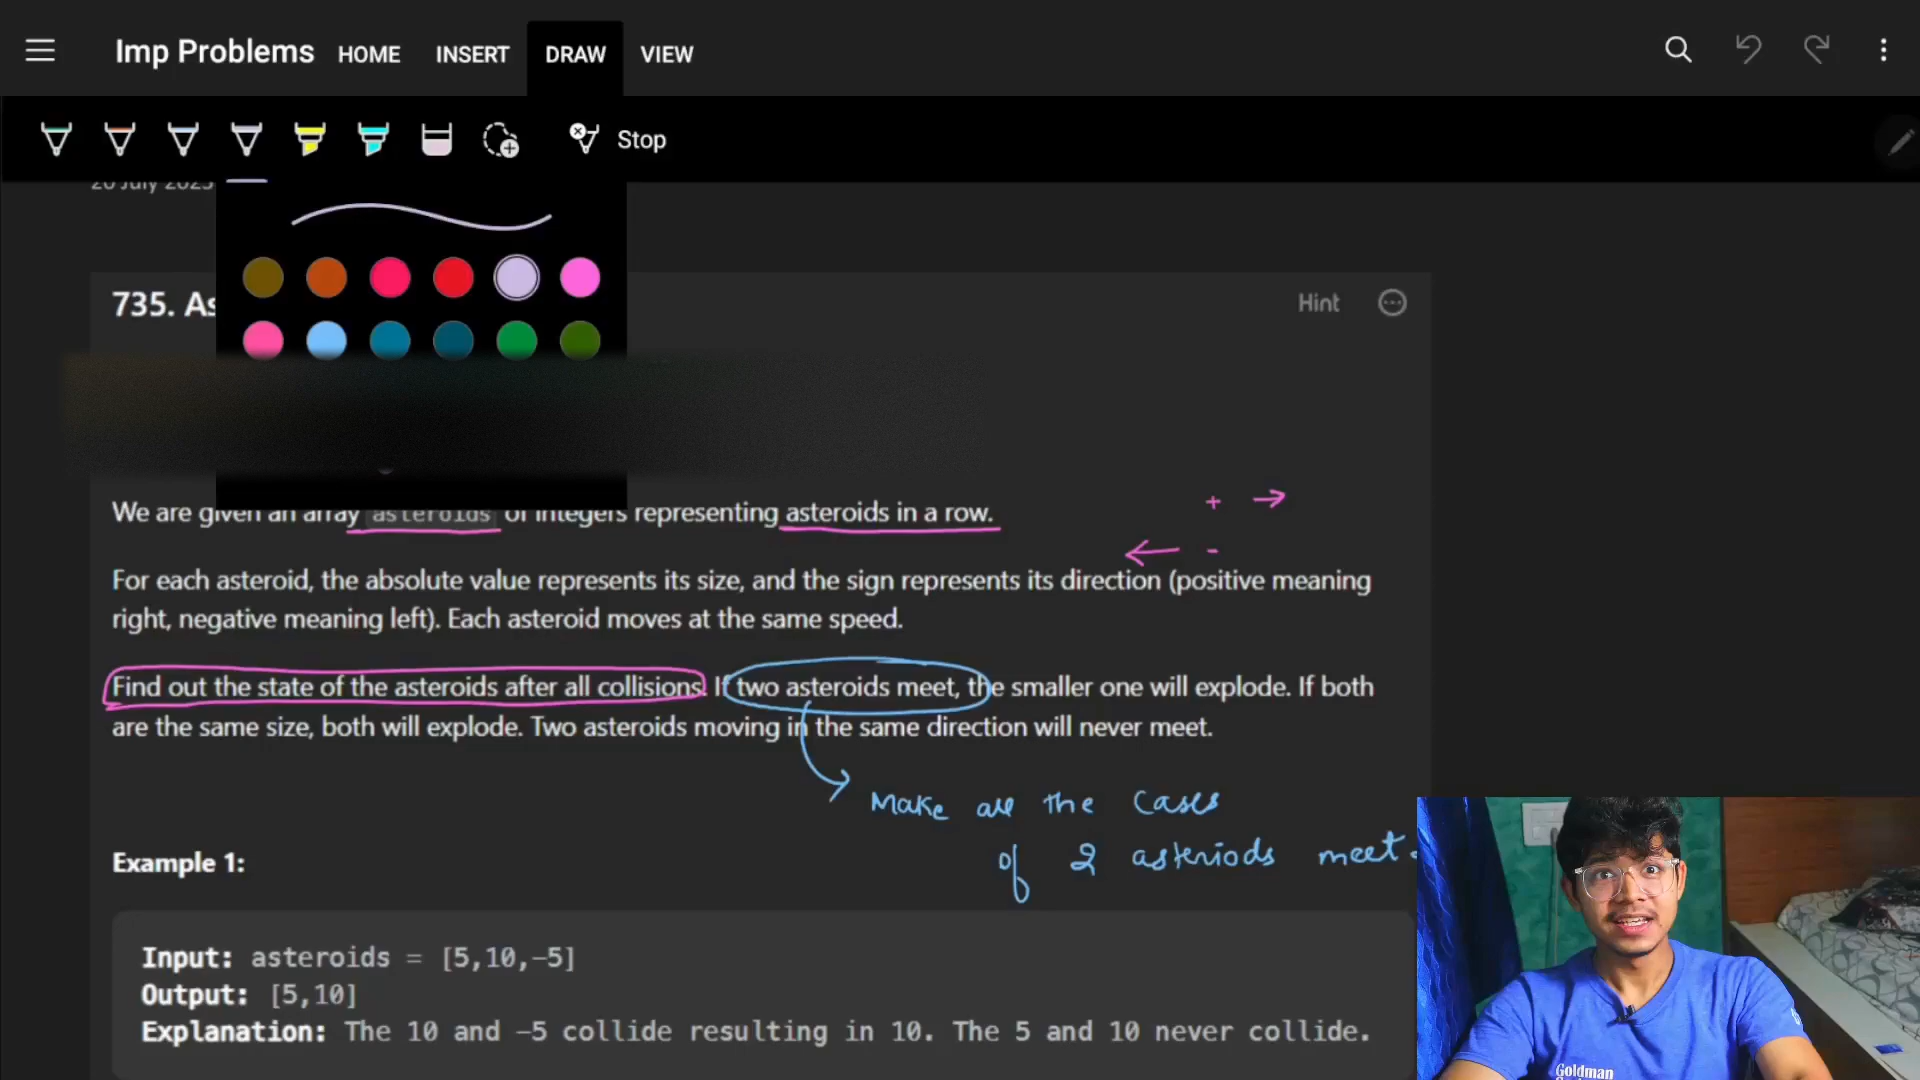 Imp Problems HOME INSERT DRAW VIEW
Stop
735. As
Hint
We are given an array asteroids of integers representing asteroids in a row.
+ →
← -
For each asteroid, the absolute value represents its size, and the sign represents its direction (positive meaning
right, negative meaning left). Each asteroid moves at the same speed.
Find out the state of the asteroids after all collisions. If two asteroids meet, the smaller one will explode. If both
are the same size, both will explode. Two asteroids moving in the same direction will never meet.
Make all the cases
of 2 asteriods meet.
Example 1:
Input: asteroids = [5,10,-5]
Output: [5,10]
Explanation: The 10 and -5 collide resulting in 10. The 5 and 10 never collide.
Goldman